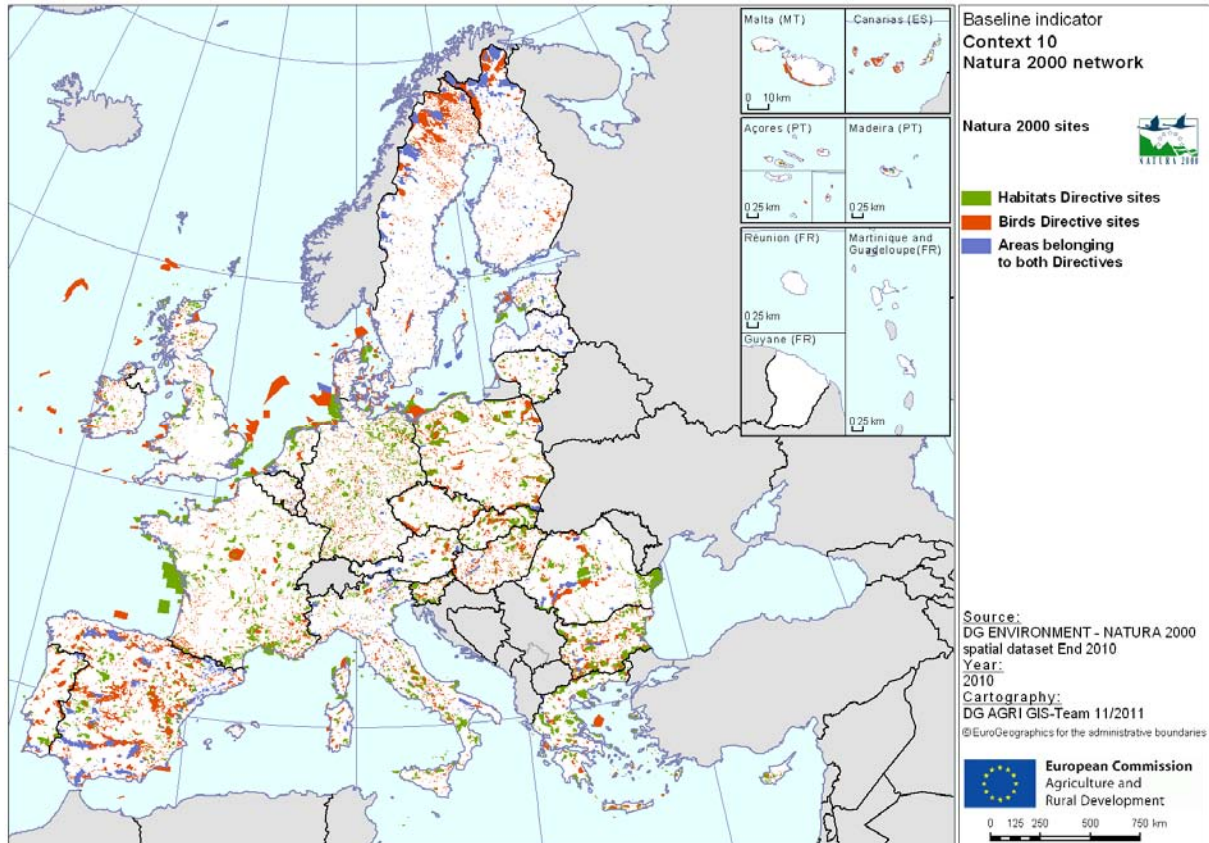 Malta (MT)
0 10 km
Canarias (ES)
Açores (PT)
0 25 km
Madeira (PT)
0 25 km
Réunion (FR)
0 25 km
Martinique and
Guadeloupe(FR)
0 25 km
Guyane (FR)
Baseline indicator
Context 10
Natura 2000 network
Natura 2000 sites
NATURA 2000
Habitats Directive sites
Birds Directive sites
Areas belonging
to both Directives
Source:
DG ENVIRONMENT - NATURA 2000
spatial dataset End 2010
Year:
2010
Cartography:
DG AGRI GIS-Team 11/2011
©EuroGeographics for the administrative boundaries
European Commission
Agriculture and
Rural Development
0 125 250 500 750 km